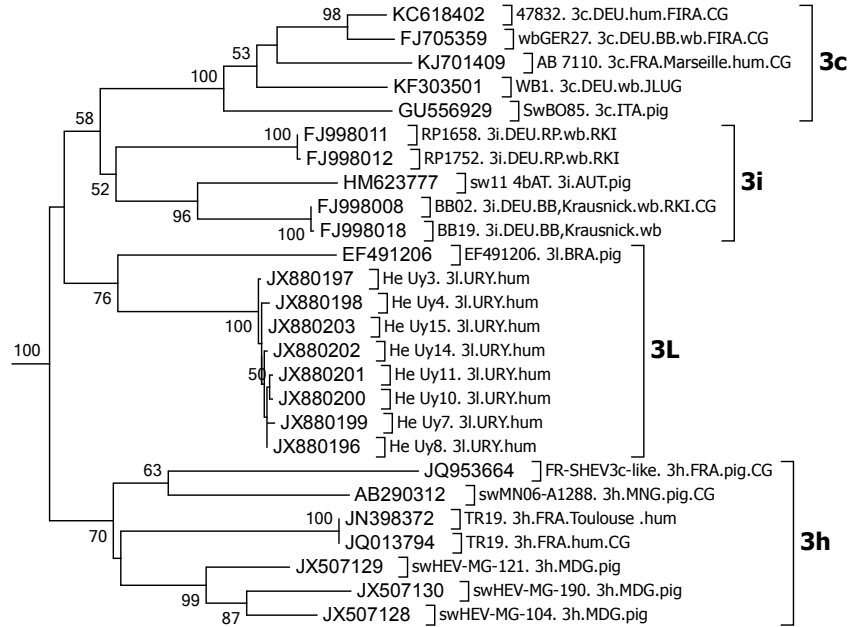 98 KC618402 47832. 3c.DEU.hum.FIRA.CG
FJ705359 wbGER27. 3c.DEU.BB.wb.FIRA.CG
53 KJ701409 AB 7110. 3c.FRA.Marseille.hum.CG
3c
100 KF303501 WB1. 3c.DEU.wb.JLUG
GU556929 SwBO85. 3c.ITA.pig
58
100 FJ998011 RP1658. 3i.DEU.RP.wb.RKI
FJ998012 RP1752. 3i.DEU.RP.wb.RKI
52 HM623777 sw11 4bAT. 3i.AUT.pig
3i
96 FJ998008 BB02. 3i.DEU.BB,Krausnick.wb.RKI.CG
100 FJ998018 BB19. 3i.DEU.BB,Krausnick.wb
EF491206 EF491206. 3l.BRA.pig
76 JX880197 He Uy3. 3l.URY.hum
JX880198 He Uy4. 3l.URY.hum
100 JX880203 He Uy15. 3l.URY.hum
100 JX880202 He Uy14. 3l.URY.hum
3L
50 JX880201 He Uy11. 3l.URY.hum
JX880200 He Uy10. 3l.URY.hum
JX880199 He Uy7. 3l.URY.hum
JX880196 He Uy8. 3l.URY.hum
63 JQ953664 FR-SHEV3c-like. 3h.FRA.pig.CG
AB290312 swMN06-A1288. 3h.MNG.pig.CG
100 JN398372 TR19. 3h.FRA.Toulouse .hum
70 JQ013794 TR19. 3h.FRA.hum.CG
3h
JX507129 swHEV-MG-121. 3h.MDG.pig
99 JX507130 swHEV-MG-190. 3h.MDG.pig
87 JX507128 swHEV-MG-104. 3h.MDG.pig